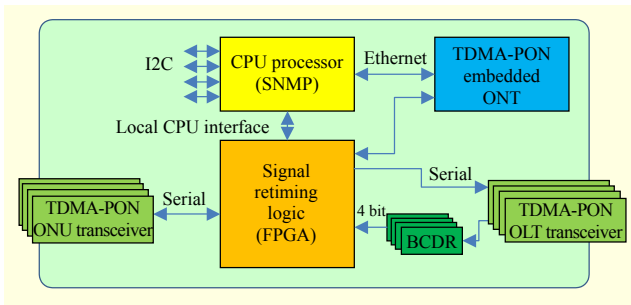 I2C
CPU processor
(SNMP)
Ethernet
TDMA-PON
embedded
ONT
Local CPU interface
Signal
retiming
logic
(FPGA)
Serial
TDMA-PON
ONU transceiver
Serial
4 bit
BCDR
TDMA-PON
OLT transceiver